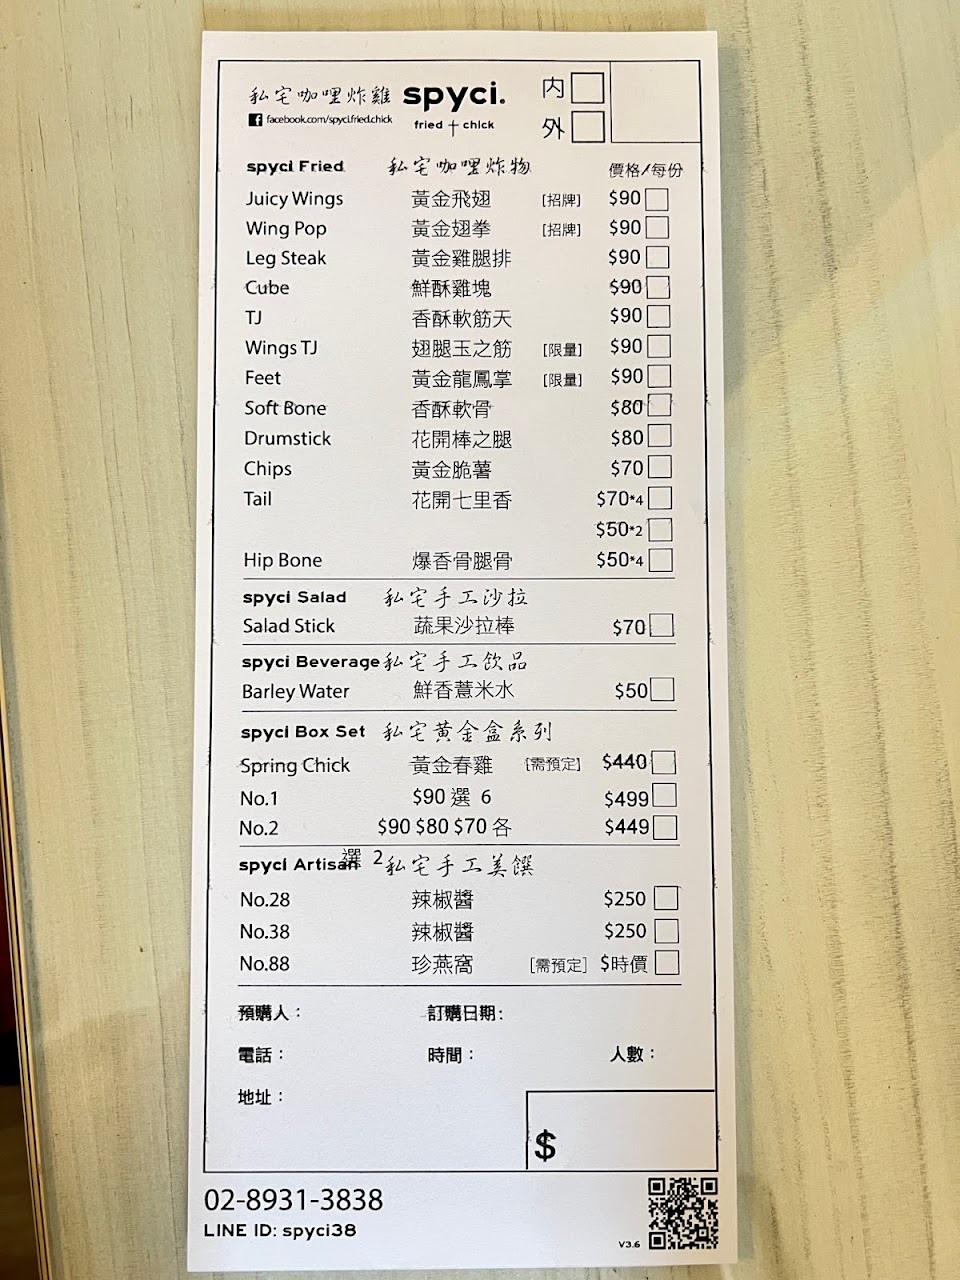 私宅咖哩炸雞 spyci. 內
facebook.com/spyci.fried.chick fried chick 外
spyci Fried 私宅咖哩炸物 價格/每份
Juicy Wings 黃金飛翅 [招牌] $90
Wing Pop 黃金翅拳 [招牌] $90
Leg Steak 黃金雞腿排 $90
Cube 鮮酥雞塊 $90
TJ 香酥軟筋天 $90
Wings TJ 翅腿玉之筋 [限量] $90
Feet 黃金龍鳳掌 [限量] $90
Soft Bone 香酥軟骨 $80
Drumstick 花開棒之腿 $80
Chips 黃金脆薯 $70
Tail 花開七里香 $70*4
$50*2
Hip Bone 爆香骨腿骨 $50*4
spyci Salad 私宅手工沙拉
Salad Stick 蔬果沙拉棒 $70
spyci Beverage 私宅手工飲品
Barley Water 鮮香薏米水 $50
spyci Box Set 私宅黃金盒系列
Spring Chick 黃金春雞 [需預定] $440
No.1 $90 選 6 $499
No.2 $90 $80 $70 各 $449
選 2
spyci Artisan 私宅手工美饌
No.28 辣椒醬 $250
No.38 辣椒醬 $250
No.88 珍燕窩 [需預定] $時價
預購人： 訂購日期：
電話： 時間： 人數：
地址：
$
02-8931-3838
LINE ID: spyci38
V3.6